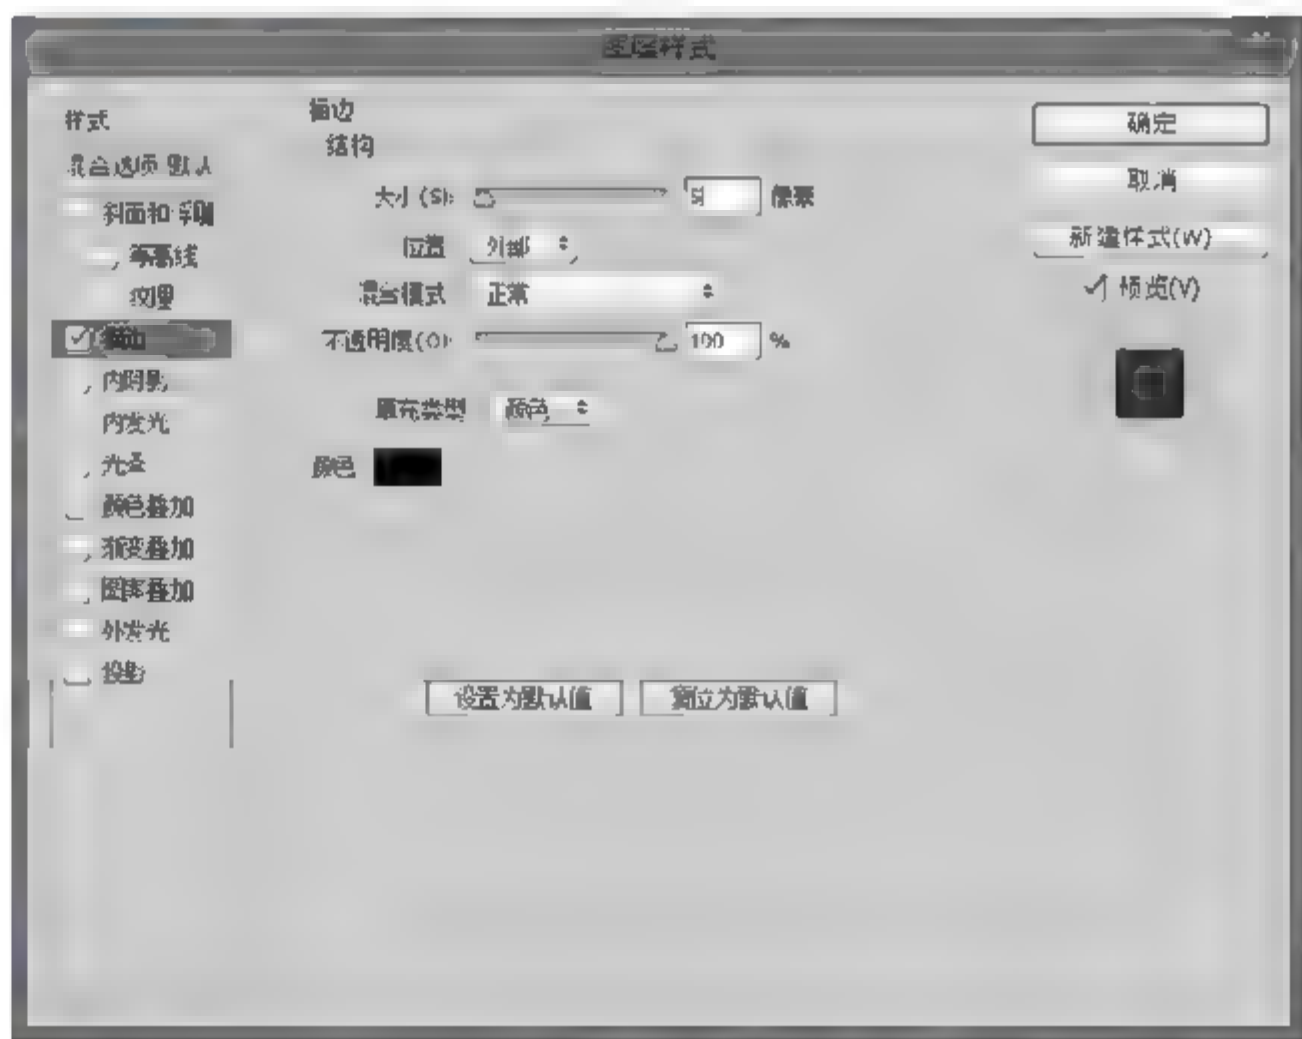 图层样式
样式
混合选项:默认
斜面和浮雕
等高线
纹理
描边
内阴影
内发光
光泽
颜色叠加
渐变叠加
图案叠加
外发光
投影
描边
结构
大小(S):
像素
位置
外部
混合模式
正常
不透明度(O):
100
%
填充类型
颜色
颜色
设置为默认值
复位为默认值
确定
取消
新建样式(W)
预览(V)